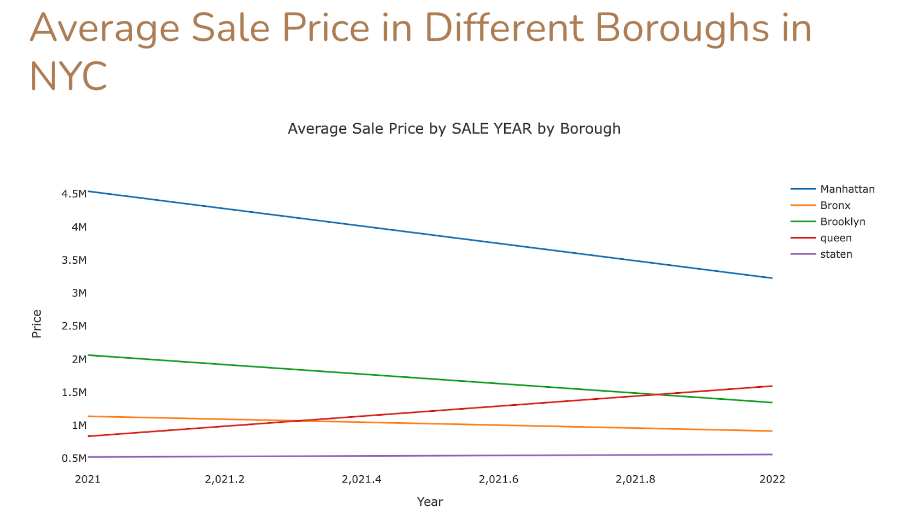 Average Sale Price in Different Boroughs in
NYC
Average Sale Price by SALE YEAR by Borough
4.5M
4M
3.5M
3M
2.5M
2M
1.5M
1M
0.5M
Price
2021
2,021.2
2,021.4
2,021.6
2,021.8
2022
Year
Manhattan
Bronx
Brooklyn
queen
staten